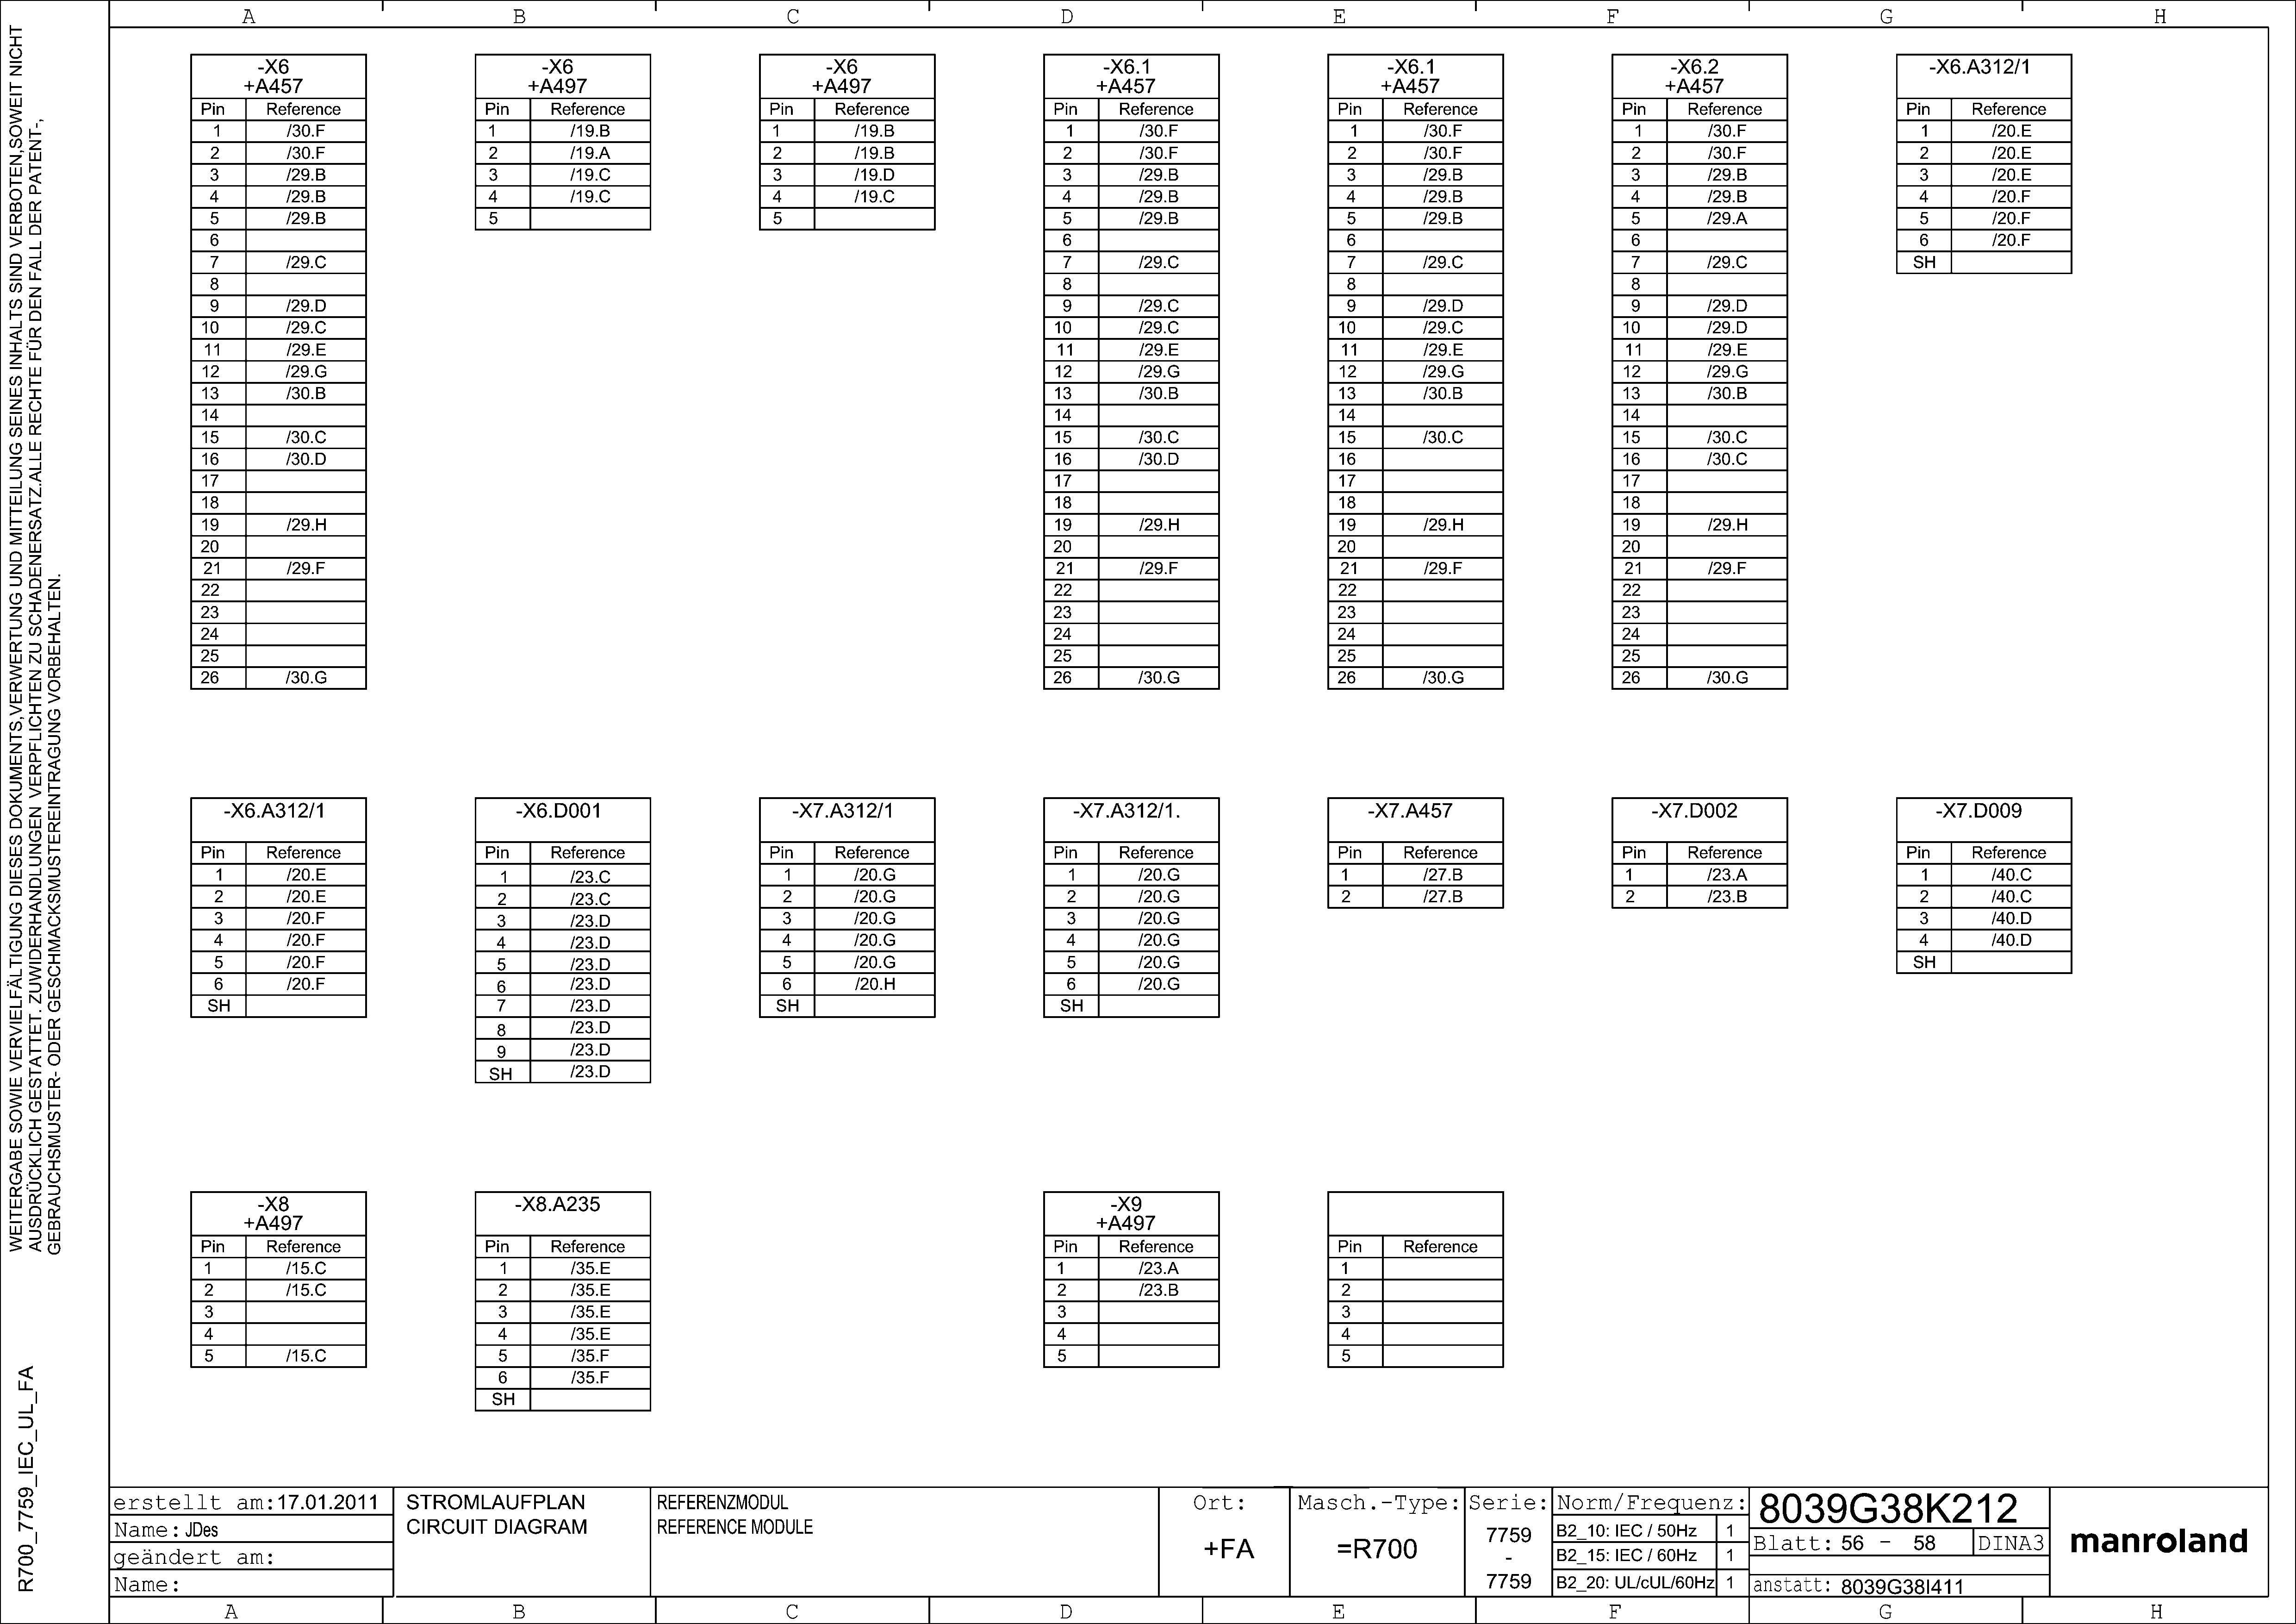 A B C D E F G H
-X6
+A457
Pin Reference
1 /30.F
2 /30.F
3 /29.B
4 /29.B
5 /29.B
6
7 /29.C
8
9 /29.D
10 /29.C
11 /29.E
12 /29.G
13 /30.B
14
15 /30.C
16 /30.D
17
18
19 /29.H
20
21 /29.F
22
23
24
25
26 /30.G
-X6
+A497
Pin Reference
1 /19.B
2 /19.A
3 /19.C
4 /19.C
5
-X6
+A497
Pin Reference
1 /19.B
2 /19.B
3 /19.D
4 /19.C
5
-X6.1
+A457
Pin Reference
1 /30.F
2 /30.F
3 /29.B
4 /29.B
5 /29.B
6
7 /29.C
8
9 /29.C
10 /29.C
11 /29.E
12 /29.G
13 /30.B
14
15 /30.C
16 /30.D
17
18
19 /29.H
20
21 /29.F
22
23
24
25
26 /30.G
-X6.1
+A457
Pin Reference
1 /30.F
2 /30.F
3 /29.B
4 /29.B
5 /29.B
6
7 /29.C
8
9 /29.D
10 /29.C
11 /29.E
12 /29.G
13 /30.B
14
15 /30.C
16
17
18
19 /29.H
20
21 /29.F
22
23
24
25
26 /30.G
-X6.2
+A457
Pin Reference
1 /30.F
2 /30.F
3 /29.B
4 /29.B
5 /29.A
6
7 /29.C
8
9 /29.D
10 /29.D
11 /29.E
12 /29.G
13 /30.B
14
15 /30.C
16 /30.C
17
18
19 /29.H
20
21 /29.F
22
23
24
25
26 /30.G
-X6.A312/1
Pin Reference
1 /20.E
2 /20.E
3 /20.E
4 /20.F
5 /20.F
6 /20.F
SH
-X6.A312/1
Pin Reference
1 /20.E
2 /20.E
3 /20.F
4 /20.F
5 /20.F
6 /20.F
SH
-X6.D001
Pin Reference
1 /23.C
2 /23.C
3 /23.D
4 /23.D
5 /23.D
6 /23.D
7 /23.D
8 /23.D
9 /23.D
SH /23.D
-X7.A312/1
Pin Reference
1 /20.G
2 /20.G
3 /20.G
4 /20.G
5 /20.G
6 /20.H
SH
-X7.A312/1.
Pin Reference
1 /20.G
2 /20.G
3 /20.G
4 /20.G
5 /20.G
6 /20.G
SH
-X7.A457
Pin Reference
1 /27.B
2 /27.B
-X7.D002
Pin Reference
1 /23.A
2 /23.B
-X7.D009
Pin Reference
1 /40.C
2 /40.C
3 /40.D
4 /40.D
SH
-X8
+A497
Pin Reference
1 /15.C
2 /15.C
3
4
5 /15.C
-X8.A235
Pin Reference
1 /35.E
2 /35.E
3 /35.E
4 /35.E
5 /35.F
6 /35.F
SH
-X9
+A497
Pin Reference
1 /23.A
2 /23.B
3
4
5
Pin Reference
1
2
3
4
5
WEITERGABE SOWIE VERVIELFÄLTIGUNG DIESES DOKUMENTS,VERWERTUNG UND MITTEILUNG SEINES INHALTS SIND VERBOTEN,SOWEIT NICHT
AUSDRÜCKLICH GESTATTET. ZUWIDERHANDLUNGEN VERPFLICHTEN ZU SCHADENERSATZ.ALLE RECHTE FÜR DEN FALL DER PATENT-,
GEBRAUCHSMUSTER- ODER GESCHMACKSMUSTEREINTRAGUNG VORBEHALTEN.
R700_7759_IEC_UL_FA
erstellt am:17.01.2011
Name: JDes
geändert am:
Name:
STROMLAUFPLAN
CIRCUIT DIAGRAM
REFERENZMODUL
REFERENCE MODULE
Ort:
+FA
Masch.-Type:
=R700
Serie:
7759
-
7759
Norm/Frequenz:
B2_10: IEC / 50Hz 1
B2_15: IEC / 60Hz 1
B2_20: UL/cUL/60Hz 1
8039G38K212
Blatt: 56 - 58 DINA3
anstatt: 8039G38I411
manroland
A B C D E F G H